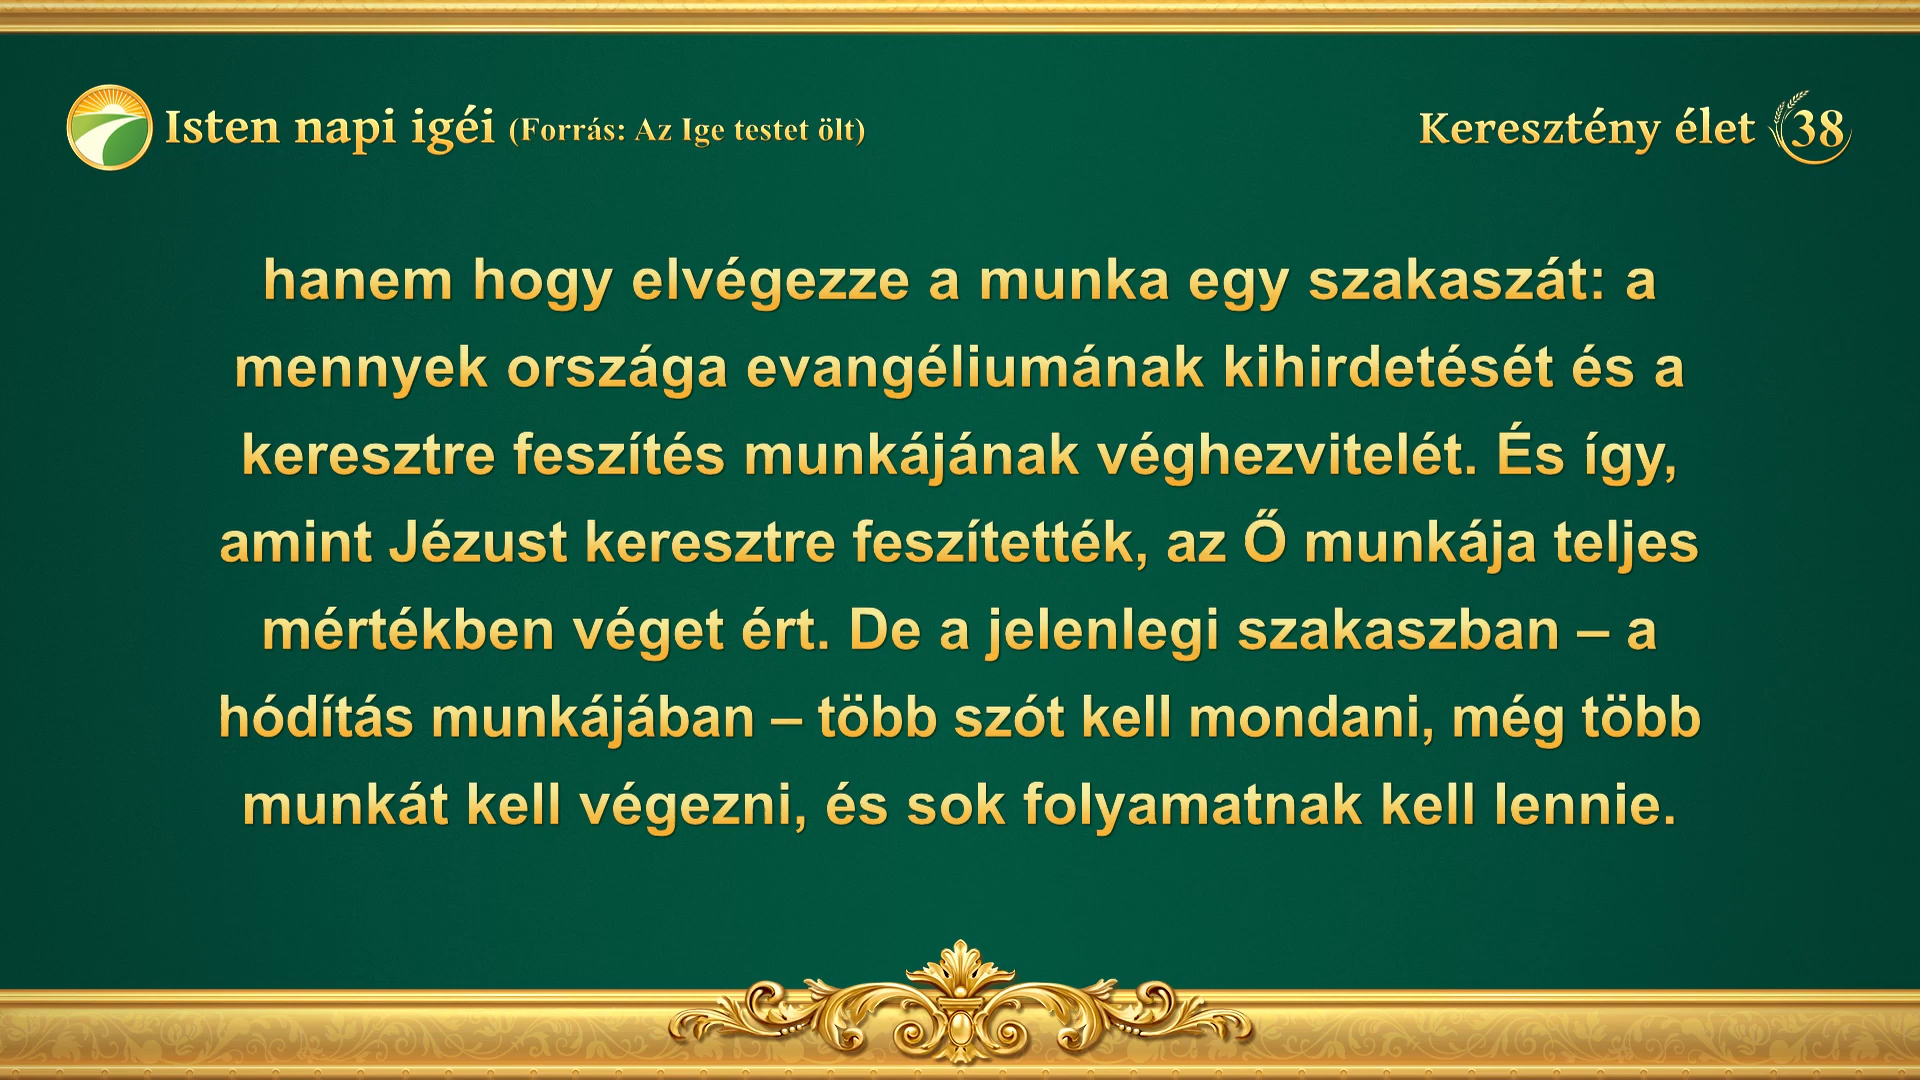 Isten napi igéi (Forrás: Az Ige testet ölt)
Keresztény élet 38
hanem hogy elvégezze a munka egy szakaszát: a
mennyek országa evangéliumának kihirdetését és a
keresztre feszítés munkájának véghezvitelét. És így,
amint Jézust keresztre feszítették, az Ő munkája teljes
mértékben véget ért. De a jelenlegi szakaszban – a
hódítás munkájában – több szót kell mondani, még több
munkát kell végezni, és sok folyamatnak kell lennie.